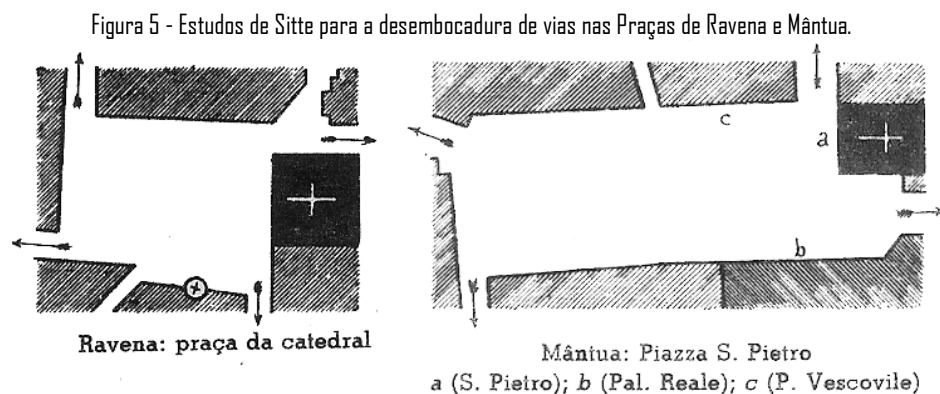 Figura 5 - Estudos de Sitte para a desembocadura de vias nas Praças de Ravena e Mântua.
c
a
b
Ravena: praça da catedral
Mântua: Piazza S. Pietro
a (S. Pietro); b (Pal. Reale); c (P. Vescovile)